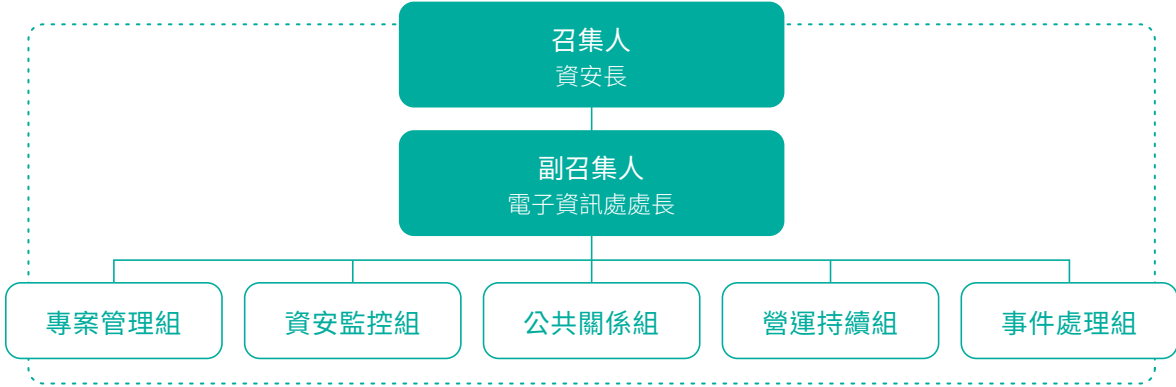 召集人
資安長
副召集人
電子資訊處處長
專案管理組
資安監控組
公共關係組
營運持續組
事件處理組